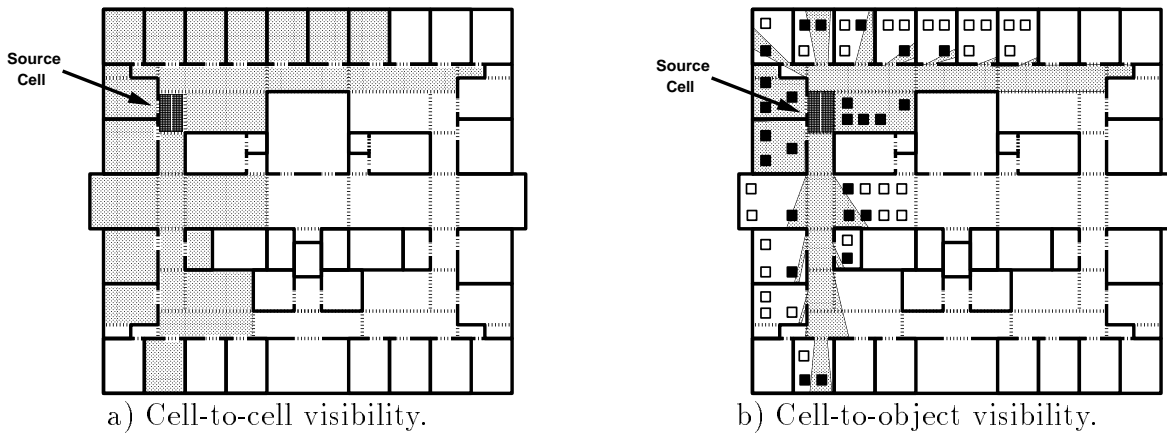 Source
Cell
Source
Cell
a) Cell-to-cell visibility.
b) Cell-to-object visibility.